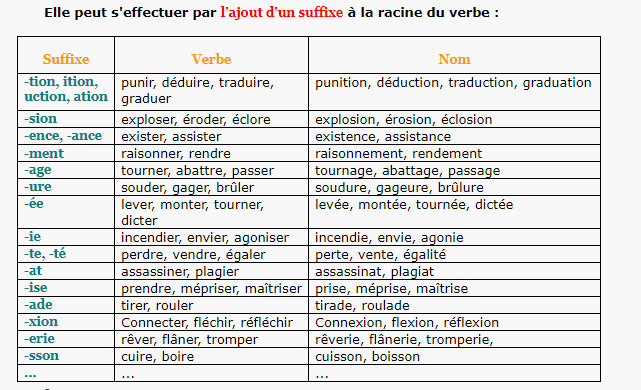 Elle peut s'effectuer par l'ajout d'un suffixe à la racine du verbe :
Suffixe Verbe Nom
-tion, ition, uction, ation punir, déduire, traduire, graduer punition, déduction, traduction, graduation
-sion exploser, éroder, éclore explosion, érosion, éclosion
-ence, -ance exister, assister existence, assistance
-ment raisonner, rendre raisonnement, rendement
-age tourner, abattre, passer tournage, abattage, passage
-ure souder, gager, brûler soudure, gageure, brûlure
-ée lever, monter, tourner, dicter levée, montée, tournée, dictée
-ie incendier, envier, agoniser incendie, envie, agonie
-te, -té perdre, vendre, égaler perte, vente, égalité
-at assassiner, plagier assassinat, plagiat
-ise prendre, mépriser, maîtriser prise, méprise, maîtrise
-ade tirer, rouler tirade, roulade
-xion Connecter, fléchir, réfléchir Connexion, flexion, réflexion
-erie rêver, flâner, tromper rêverie, flânerie, tromperie,
-sson cuire, boire cuisson, boisson
... ... ...